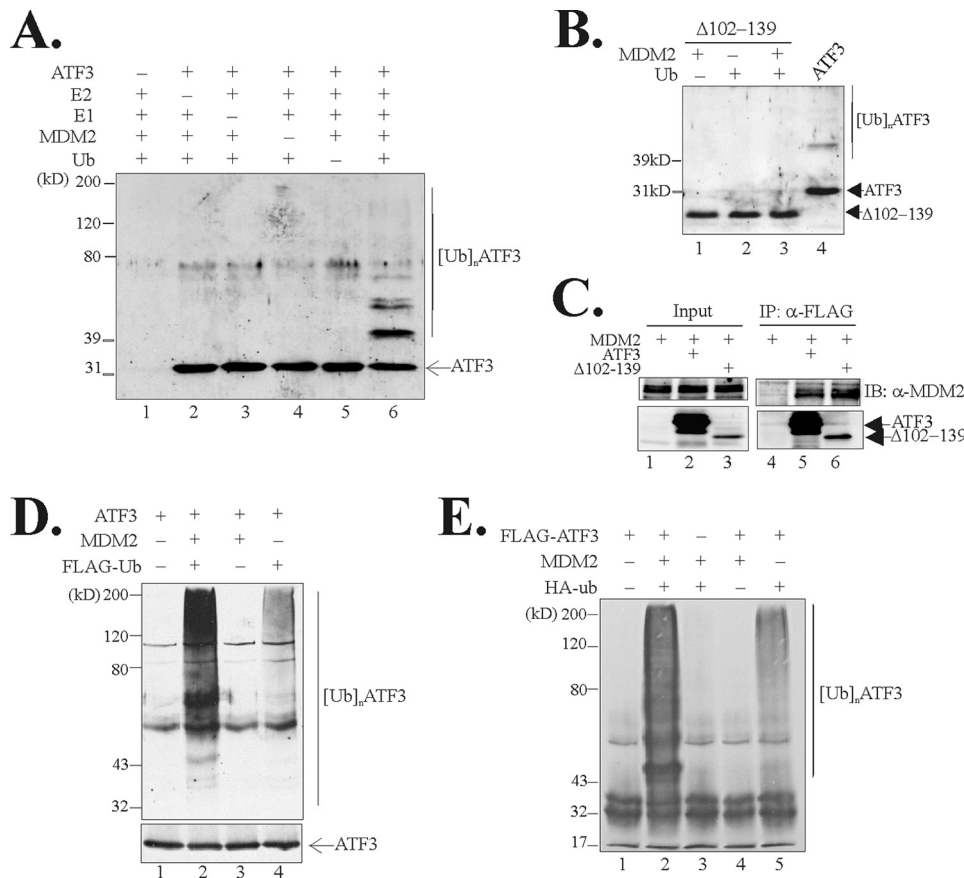 A.
ATF3 – + + + + +
E2 + – + + + +
E1 + + – + + +
MDM2 + + + – + +
Ub + + + + – +
(kD)
200
120
80
39
31
[Ub]nATF3
ATF3
1 2 3 4 5 6
B.
Δ102–139
MDM2 + – +
Ub – + +
ATF3
[Ub]nATF3
39kD
31kD
ATF3
Δ102–139
1 2 3 4
C.
Input IP: α-FLAG
MDM2 + + + + + +
ATF3 + +
Δ102-139 + +
IB: α-MDM2
ATF3
Δ102–139
1 2 3 4 5 6
D.
ATF3 + + + +
MDM2 – + + –
FLAG-Ub – + – +
(kD) 200
120
80
43
32
[Ub]nATF3
ATF3
1 2 3 4
E.
FLAG-ATF3 + + – + +
MDM2 – + + + –
HA-ub – + + – +
(kD) 200
120
80
43
32
17
[Ub]nATF3
1 2 3 4 5